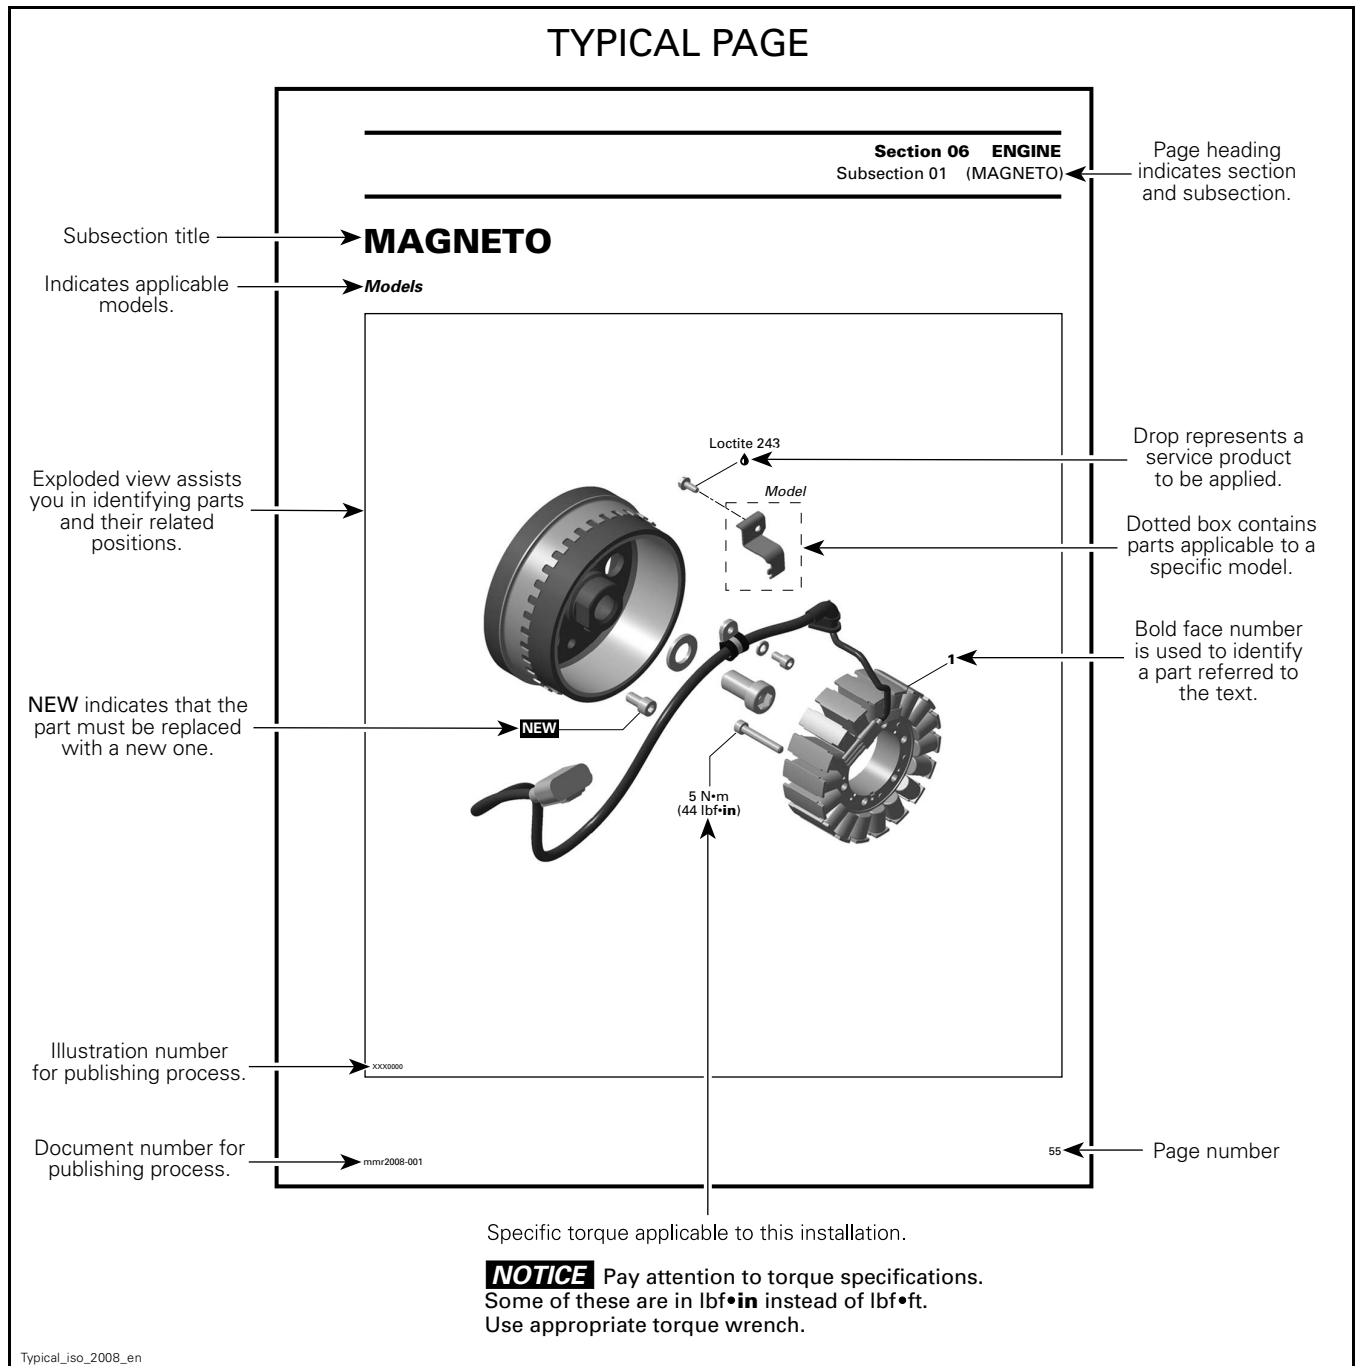 TYPICAL PAGE
Section 06 ENGINE
Subsection 01 (MAGNETO)
Page heading
indicates section
and subsection.
Subsection title
MAGNETO
Indicates applicable
models.
Models
Loctite 243
Drop represents a
service product
to be applied.
Exploded view assists
you in identifying parts
and their related
positions.
Model
Dotted box contains
parts applicable to a
specific model.
Bold face number
is used to identify
a part referred to
the text.
1
NEW indicates that the
part must be replaced
with a new one.
NEW
5 N•m
(44 lbf•in)
Illustration number
for publishing process.
XXX0000
Document number for
publishing process.
mmr2008-001
55
Page number
Specific torque applicable to this installation.
NOTICE Pay attention to torque specifications.
Some of these are in lbf•in instead of lbf•ft.
Use appropriate torque wrench.
Typical_iso_2008_en